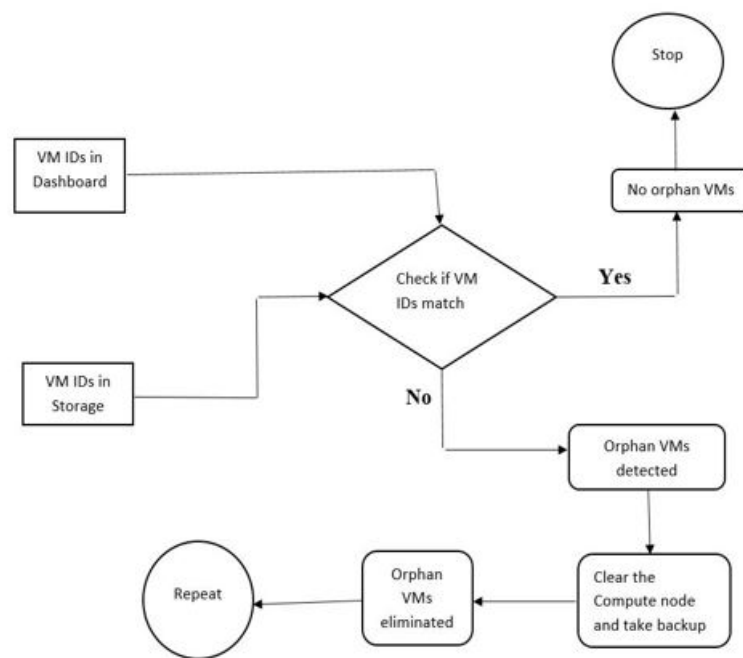 Stop
VM IDs in
Dashboard
No orphan VMs
Check if VM
IDs match
Yes
VM IDs in
Storage
No
Orphan VMs
detected
Clear the
Compute node
and take backup
Orphan
VMs
eliminated
Repeat